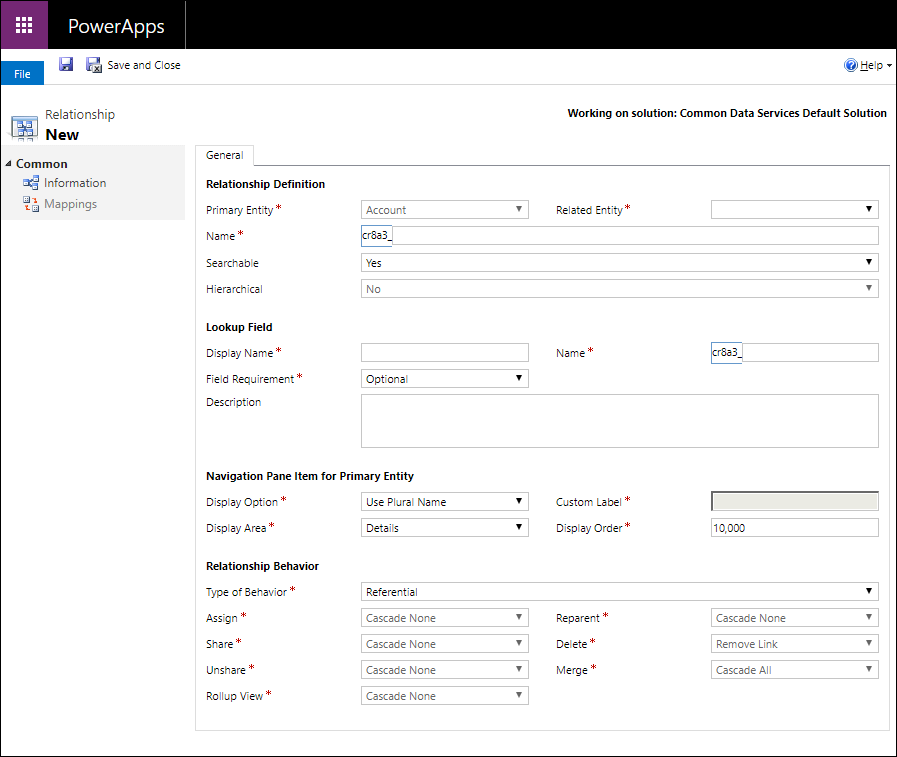 PowerApps
File
Save and Close
Help
Relationship
New
Working on solution: Common Data Services Default Solution
Common
Information
Mappings
General
Relationship Definition
Primary Entity* Account Related Entity*
Name* cr8a3_
Searchable Yes
Hierarchical No
Lookup Field
Display Name* Name* cr8a3_
Field Requirement* Optional
Description
Navigation Pane Item for Primary Entity
Display Option* Use Plural Name Custom Label*
Display Area* Details Display Order* 10,000
Relationship Behavior
Type of Behavior* Referential
Assign* Cascade None Reparent* Cascade None
Share* Cascade None Delete* Remove Link
Unshare* Cascade None Merge* Cascade All
Rollup View* Cascade None